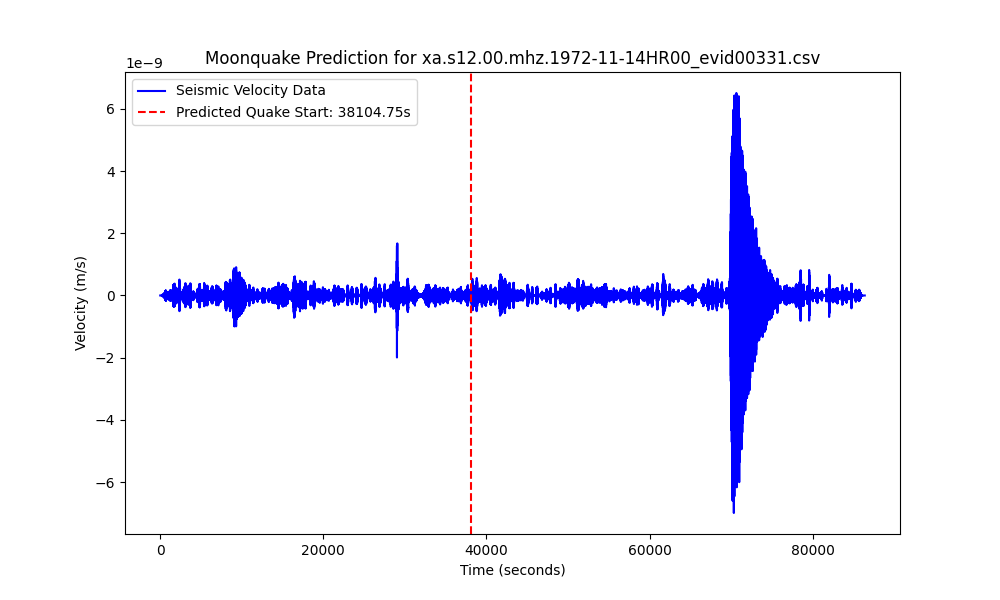 Moonquake Prediction for xa.s12.00.mhz.1972-11-14HR00_evid00331.csv
1e−9
Seismic Velocity Data
Predicted Quake Start: 38104.75s
6
4
2
0
−2
−4
−6
Velocity (m/s)
0 20000 40000 60000 80000
Time (seconds)